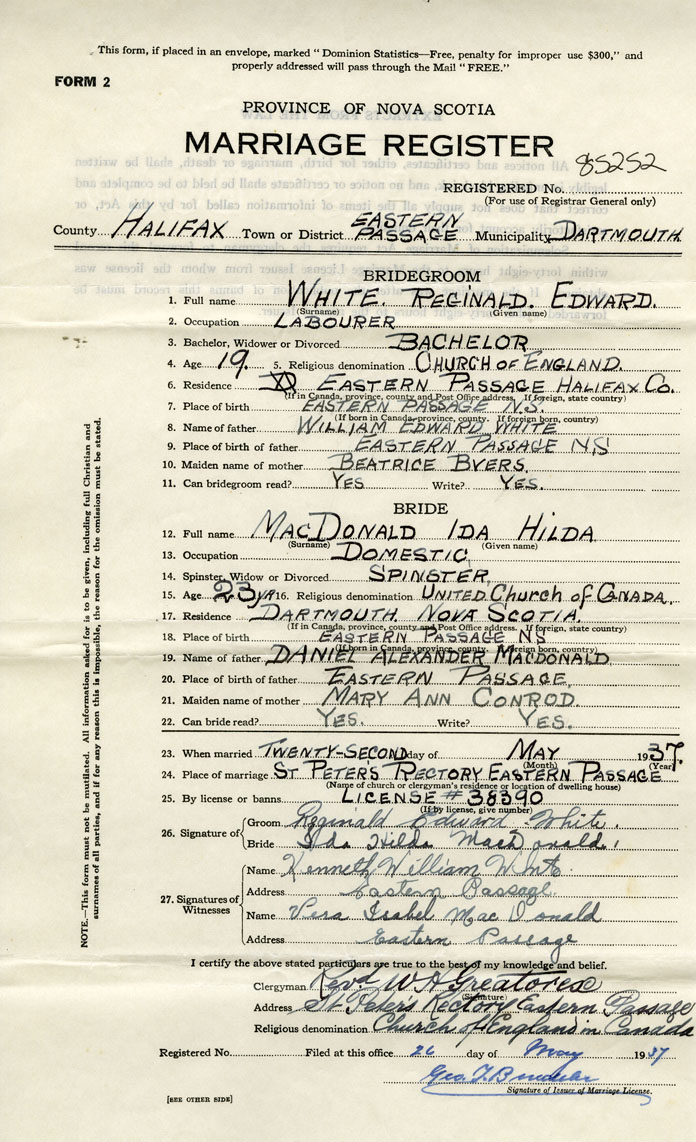 This form, if placed in an envelope, marked "Dominion Statistics—Free, penalty for improper use $300," and
properly addressed will pass through the Mail "FREE."
FORM 2
PROVINCE OF NOVA SCOTIA
MARRIAGE REGISTER
85252
REGISTERED No.
(For use of Registrar General only)
County HALIFAX Town or District EASTERN PASSAGE Municipality DARTMOUTH
BRIDEGROOM
1. Full name WHITE. REGINALD. EDWARD.
(Surname) (Given name)
2. Occupation LABOURER
3. Bachelor, Widower or Divorced BACHELOR
4. Age 19. 5. Religious denomination CHURCH OF ENGLAND.
6. Residence EASTERN PASSAGE HALIFAX Co.
(If in Canada, province, county and Post Office address. If foreign, state country)
7. Place of birth EASTERN PASSAGE N.S.
(If born in Canada, province, county. If foreign born, country)
8. Name of father WILLIAM EDWARD WHITE
9. Place of birth of father EASTERN PASSAGE NS
10. Maiden name of mother BEATRICE BYERS.
11. Can bridegroom read? YES Write? YES.
BRIDE
12. Full name MACDONALD IDA HILDA
(Surname) (Given name)
13. Occupation DOMESTIC
14. Spinster, Widow or Divorced SPINSTER
15. Age 23 yr 16. Religious denomination UNITED CHURCH OF CANADA.
17. Residence DARTMOUTH. NOVA SCOTIA.
(If in Canada, province, county and Post Office address. If foreign, state country)
18. Place of birth EASTERN PASSAGE NS
(If born in Canada, province, county. If foreign born, country)
19. Name of father DANIEL ALEXANDER MACDONALD
20. Place of birth of father EASTERN PASSAGE
21. Maiden name of mother MARY ANN CONROD.
22. Can bride read? YES. Write? YES.
23. When married TWENTY-SECOND day of MAY 1937.
(Month) (Year)
24. Place of marriage ST PETERS RECTORY EASTERN PASSAGE
(Name of church or clergyman's residence or location of dwelling house)
25. By license or banns LICENSE # 38390
(If by license, give number)
26. Signature of Groom Reginald Edward White.
Bride Ida Hilda MacDonald.
27. Signatures of Witnesses
Name Kenneth William
Address Eastern Passage
Name Vera Isabel MacDonald
Address Eastern Passage
I certify the above stated particulars are true to the best of my knowledge and belief.
Clergyman Revd W A Greatorex
(Signature)
Address St Peters Rectory Eastern Passage
Religious denomination Church of England in Canada
Registered No. Filed at this office 26 day of May 1937
Geo. T.
Signature of Issuer of Marriage License.
[SEE OTHER SIDE]
NOTE.—This form must not be mutilated. All information asked for is to be given, including full Christian and
surnames of all parties, and if for any reason this is impossible, the reason for the omission must be stated.